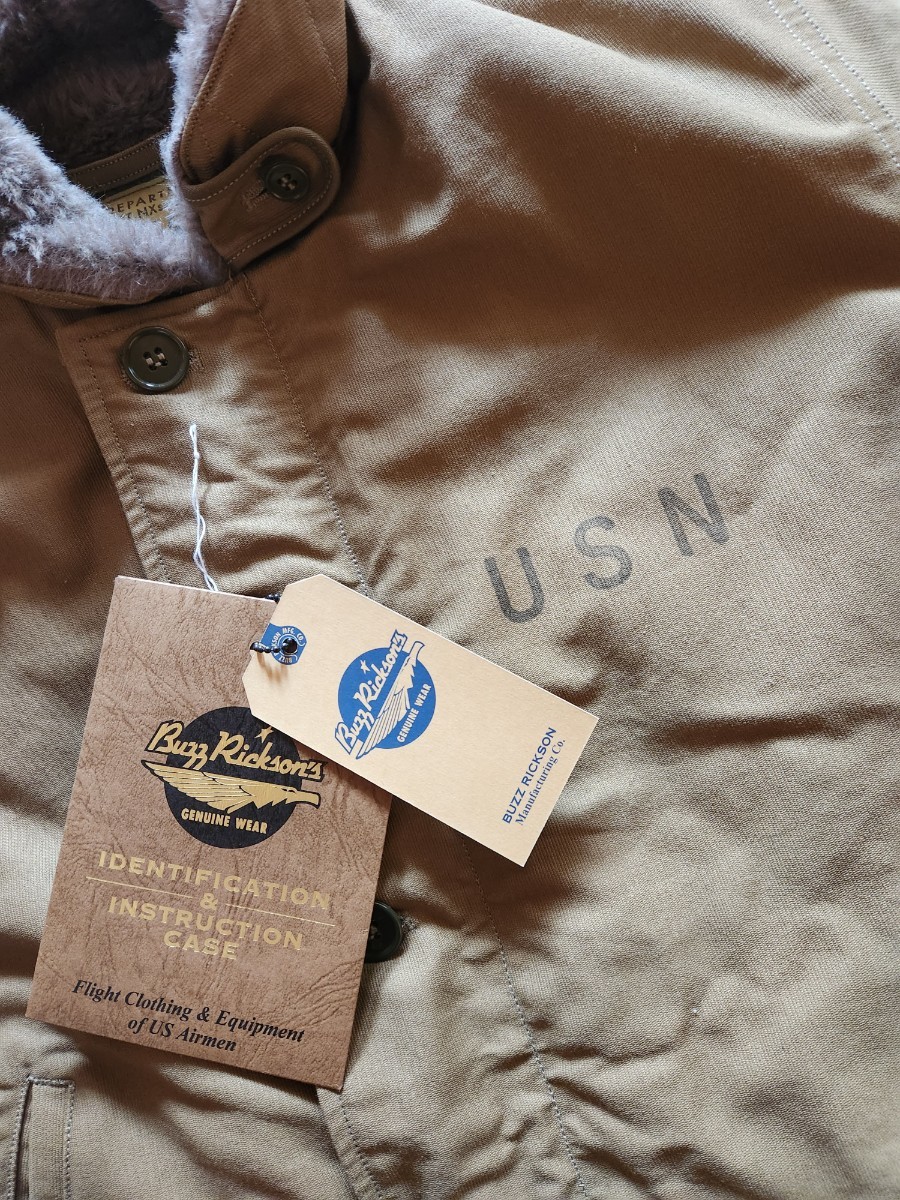 USN
Buzz Rickson's
GENUINE WEAR
BUZZ RICKSON
Manufacturing Co.
Buzz Rickson's
GENUINE WEAR
IDENTIFICATION
&
INSTRUCTION
CASE
Flight Clothing & Equipment
of US Airmen